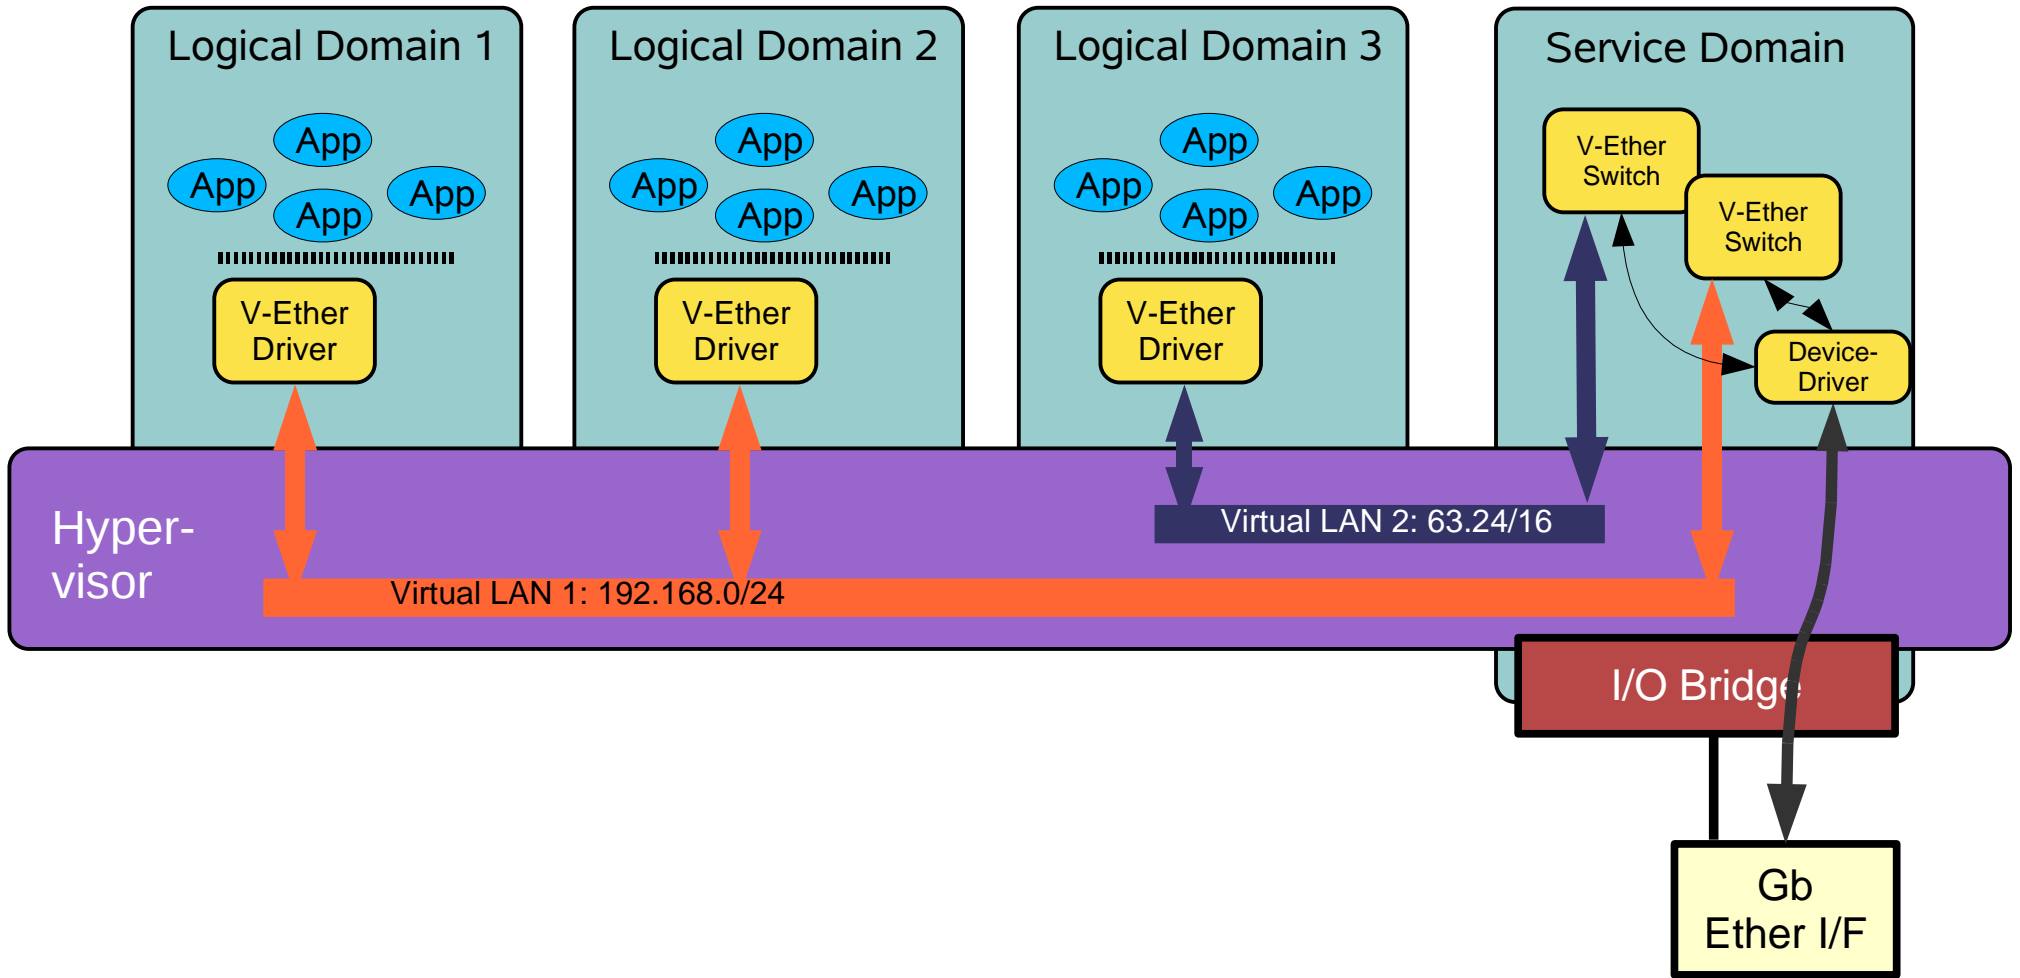 Logical Domain 1
App
App
App
App
V-Ether
Driver
Logical Domain 2
App
App
App
App
V-Ether
Driver
Logical Domain 3
App
App
App
App
V-Ether
Driver
Service Domain
V-Ether
Switch
V-Ether
Switch
Device-
Driver
Hyper-
visor
Virtual LAN 2: 63.24/16
Virtual LAN 1: 192.168.0/24
I/O Bridge
Gb
Ether I/F